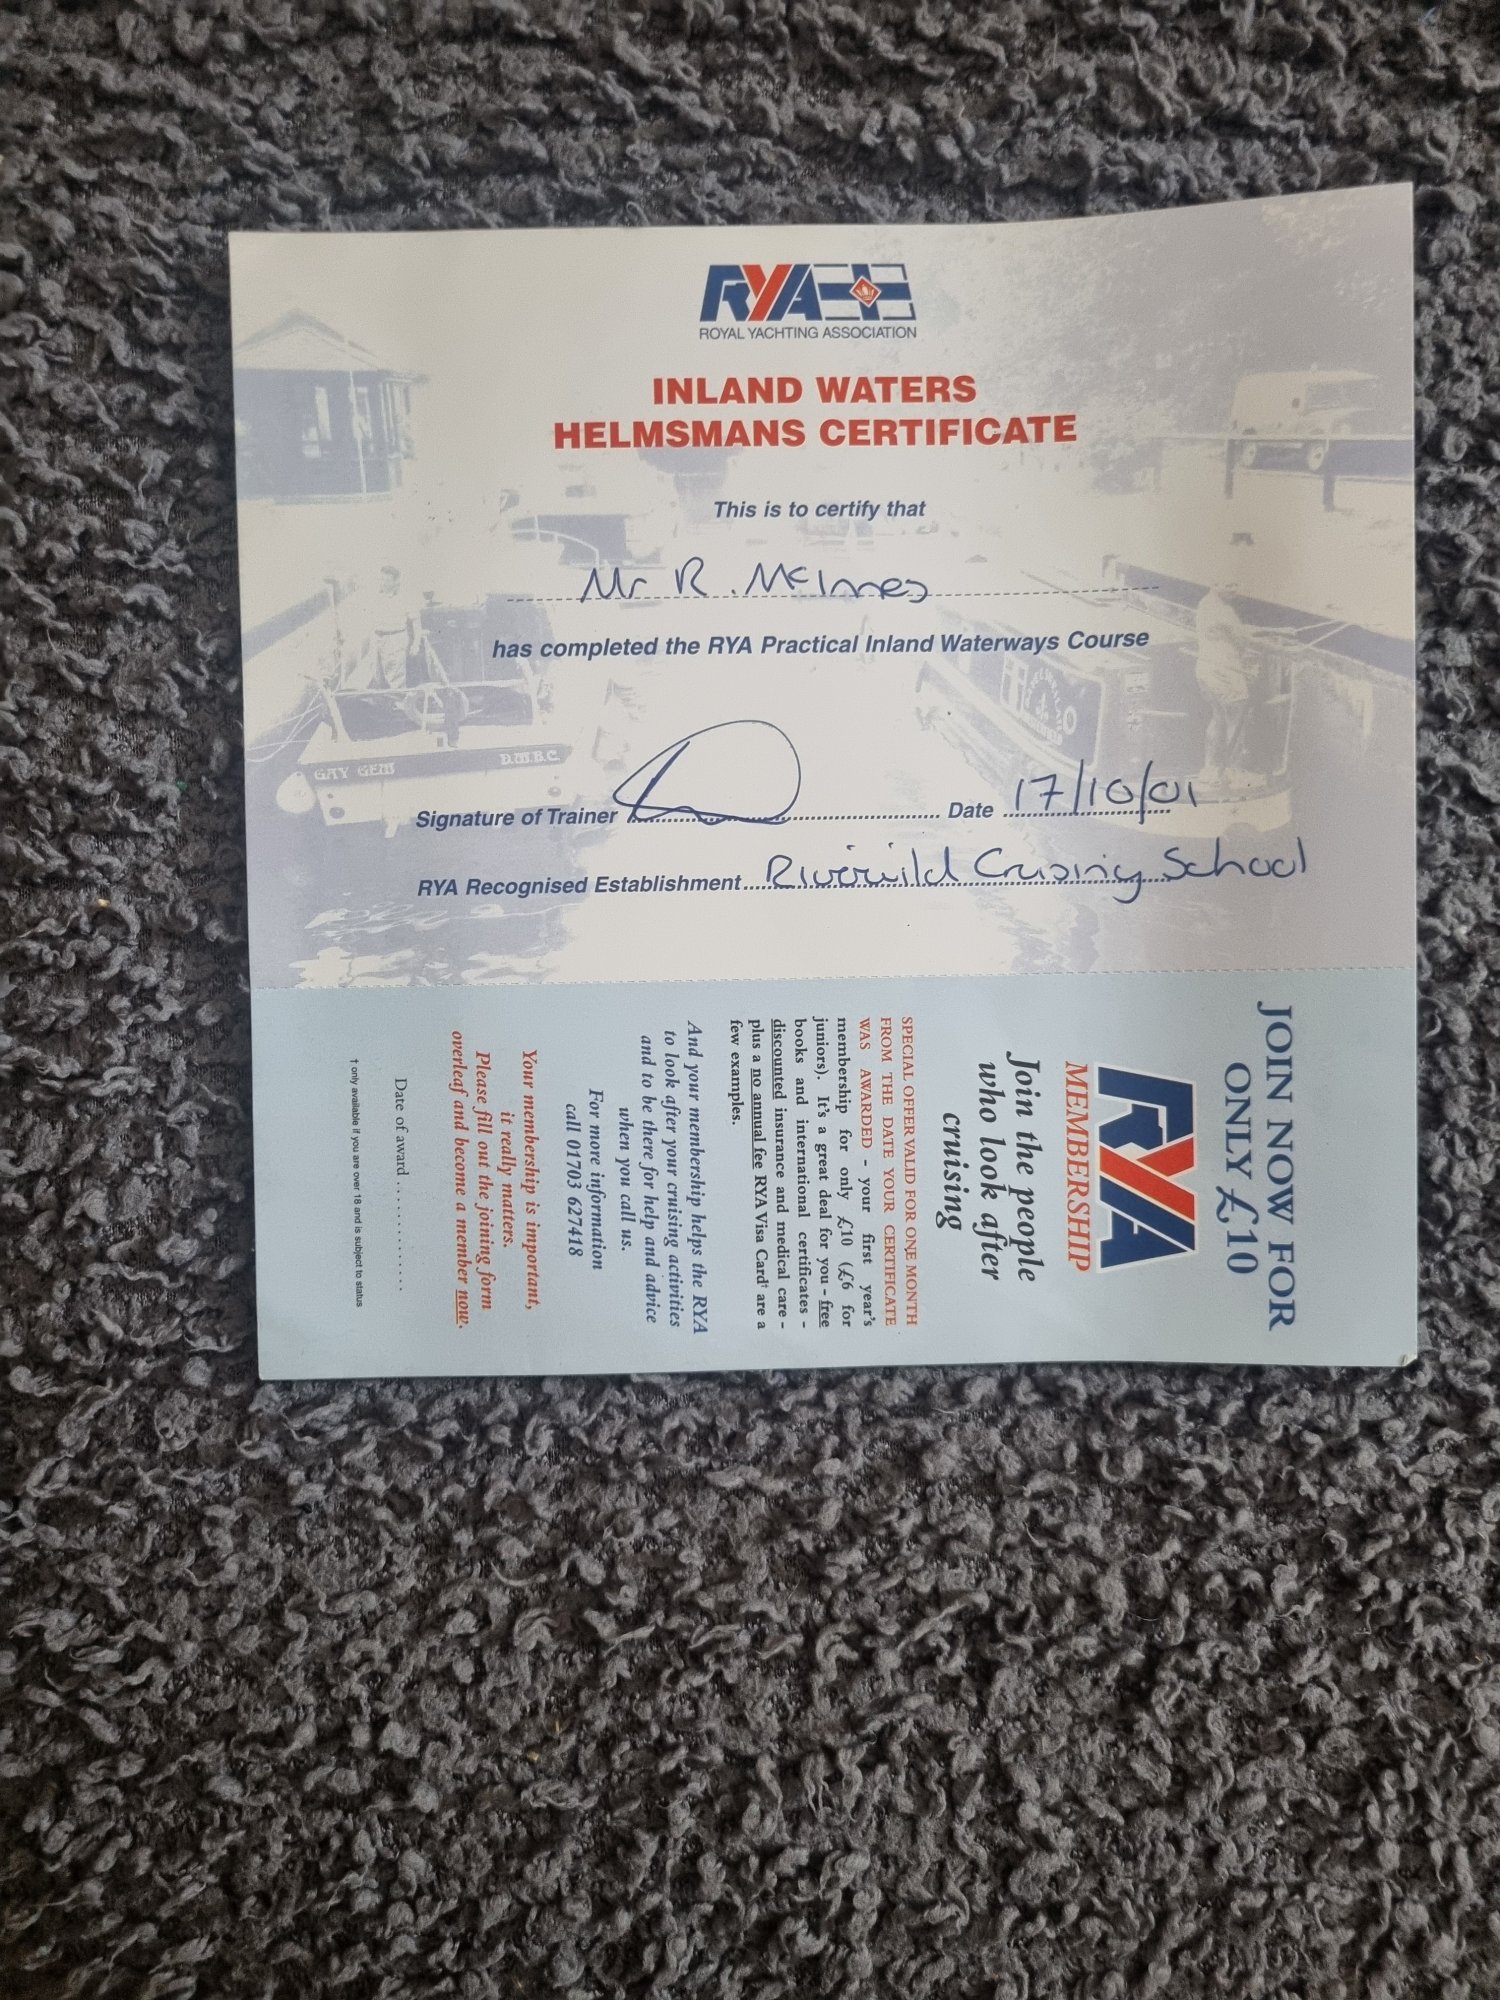 RYA
ROYAL YACHTING ASSOCIATION
INLAND WATERS
HELMSMANS CERTIFICATE
This is to certify that
Mr R. McInnes
has completed the RYA Practical Inland Waterways Course
GAY GEM
D.M.B.C.
Signature of Trainer
Date 17/10/01
RYA Recognised Establishment Riverwild Cruising School
JOIN NOW FOR
ONLY £10
RYA
MEMBERSHIP
Join the people
who look after
cruising
SPECIAL OFFER VALID FOR ONE MONTH
FROM THE DATE YOUR CERTIFICATE
WAS AWARDED – your first year's
membership for only £10 (£6 for
juniors). It's a great deal for you – free
books and international certificates –
discounted insurance and medical care –
plus a no annual fee RYA Visa Card† are a
few examples.
And your membership helps the RYA
to look after your cruising activities
and to be there for help and advice
when you call us.
For more information
call 01703 627418
Your membership is important,
it really matters.
Please fill out the joining form
overleaf and become a member now.
Date of award ............
† only available if you are over 18 and is subject to status